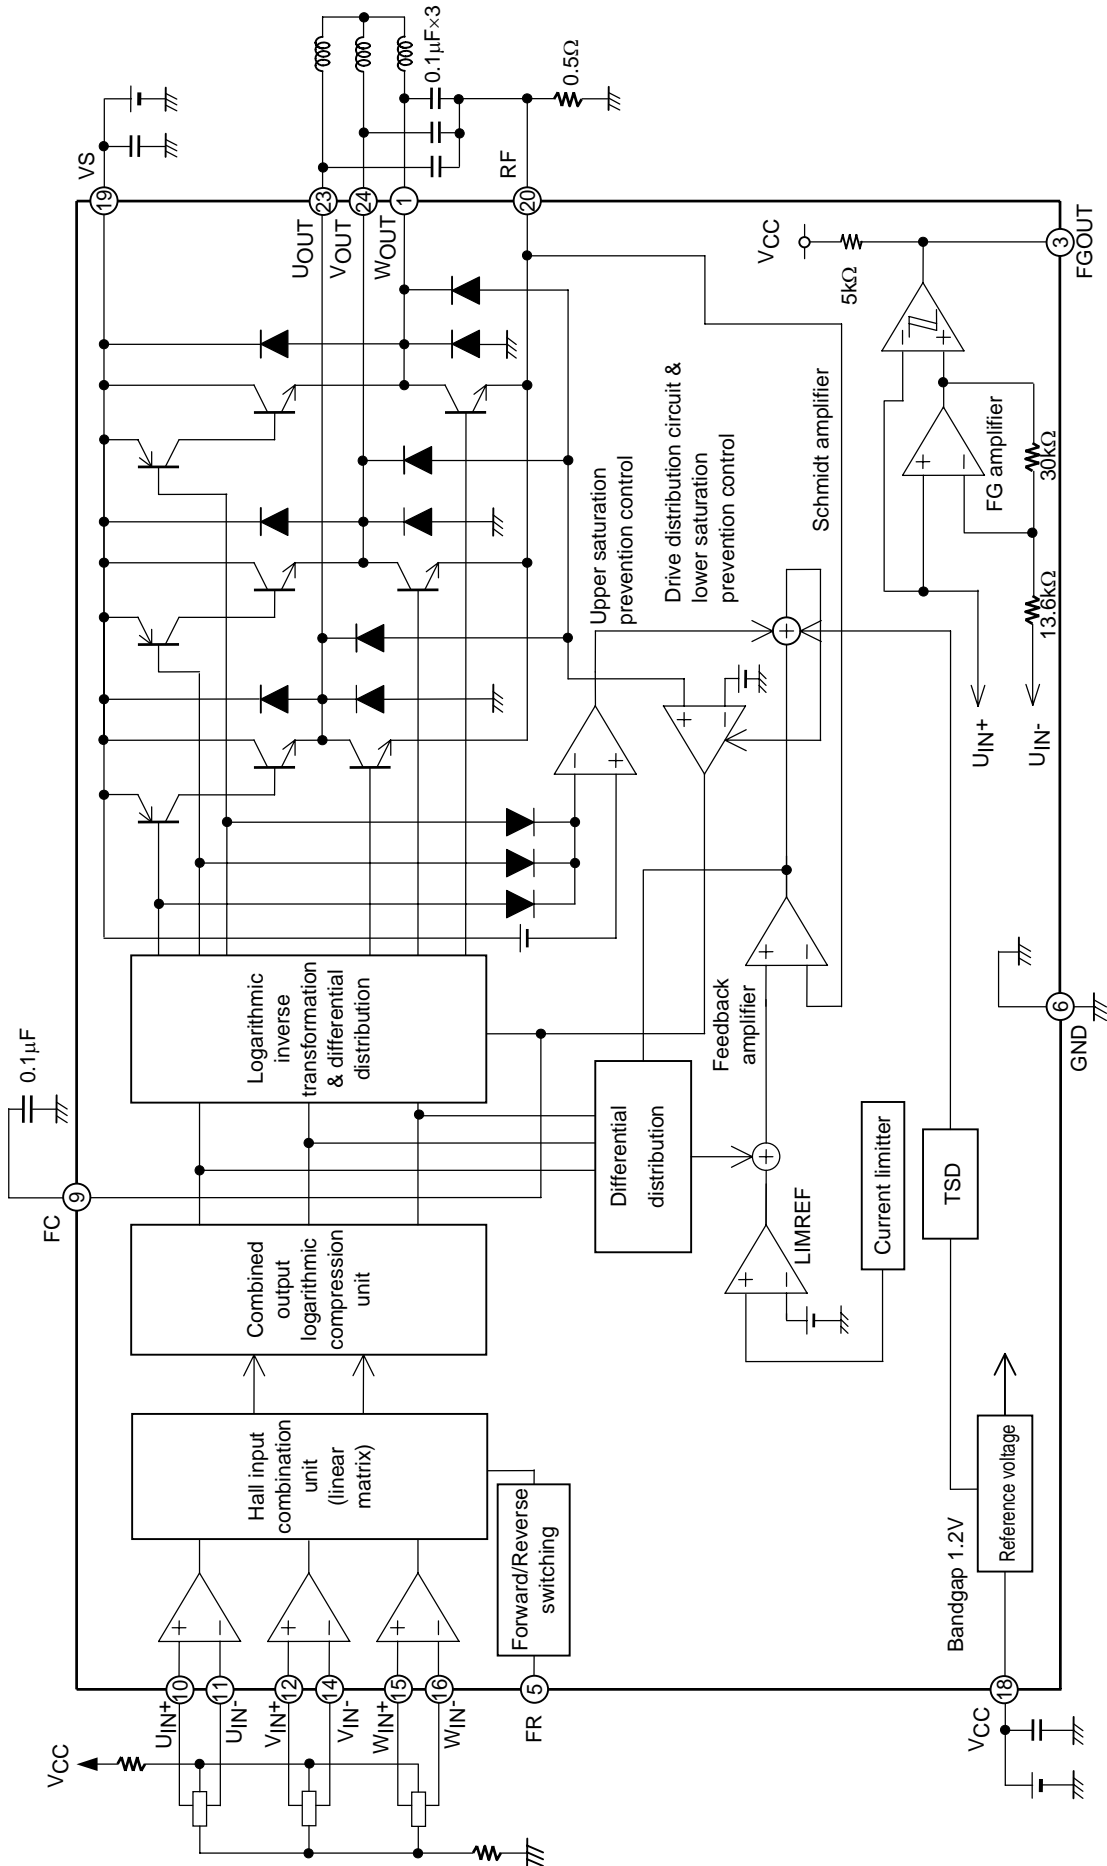 VCC
10
UIN+
11
UIN-
12
VIN+
14
VIN-
15
WIN+
16
WIN-
5
FR
18
VCC
+
−
+
−
+
−
Hall input
combination
unit
(linear
matrix)
Forward/Reverse
switching
Bandgap 1.2V
Reference voltage
Combined
output
logarithmic
compression
unit
FC
9
0.1µF
Logarithmic
inverse
transformation
& differential
distribution
Differential
distribution
+
−
LIMREF
+
Current limitter
TSD
Feedback
amplifier
+
−
6
GND
−
+
Upper saturation
prevention control
+
−
Drive distribution circuit &
lower saturation
prevention control
+
Schmidt amplifier
UIN+
UIN-
13.6kΩ
30kΩ
+
−
FG amplifier
−
+
5kΩ
VCC
3
FGOUT
19
VS
23
UOUT
24
VOUT
1
WOUT
20
RF
0.1µF×3
0.5Ω